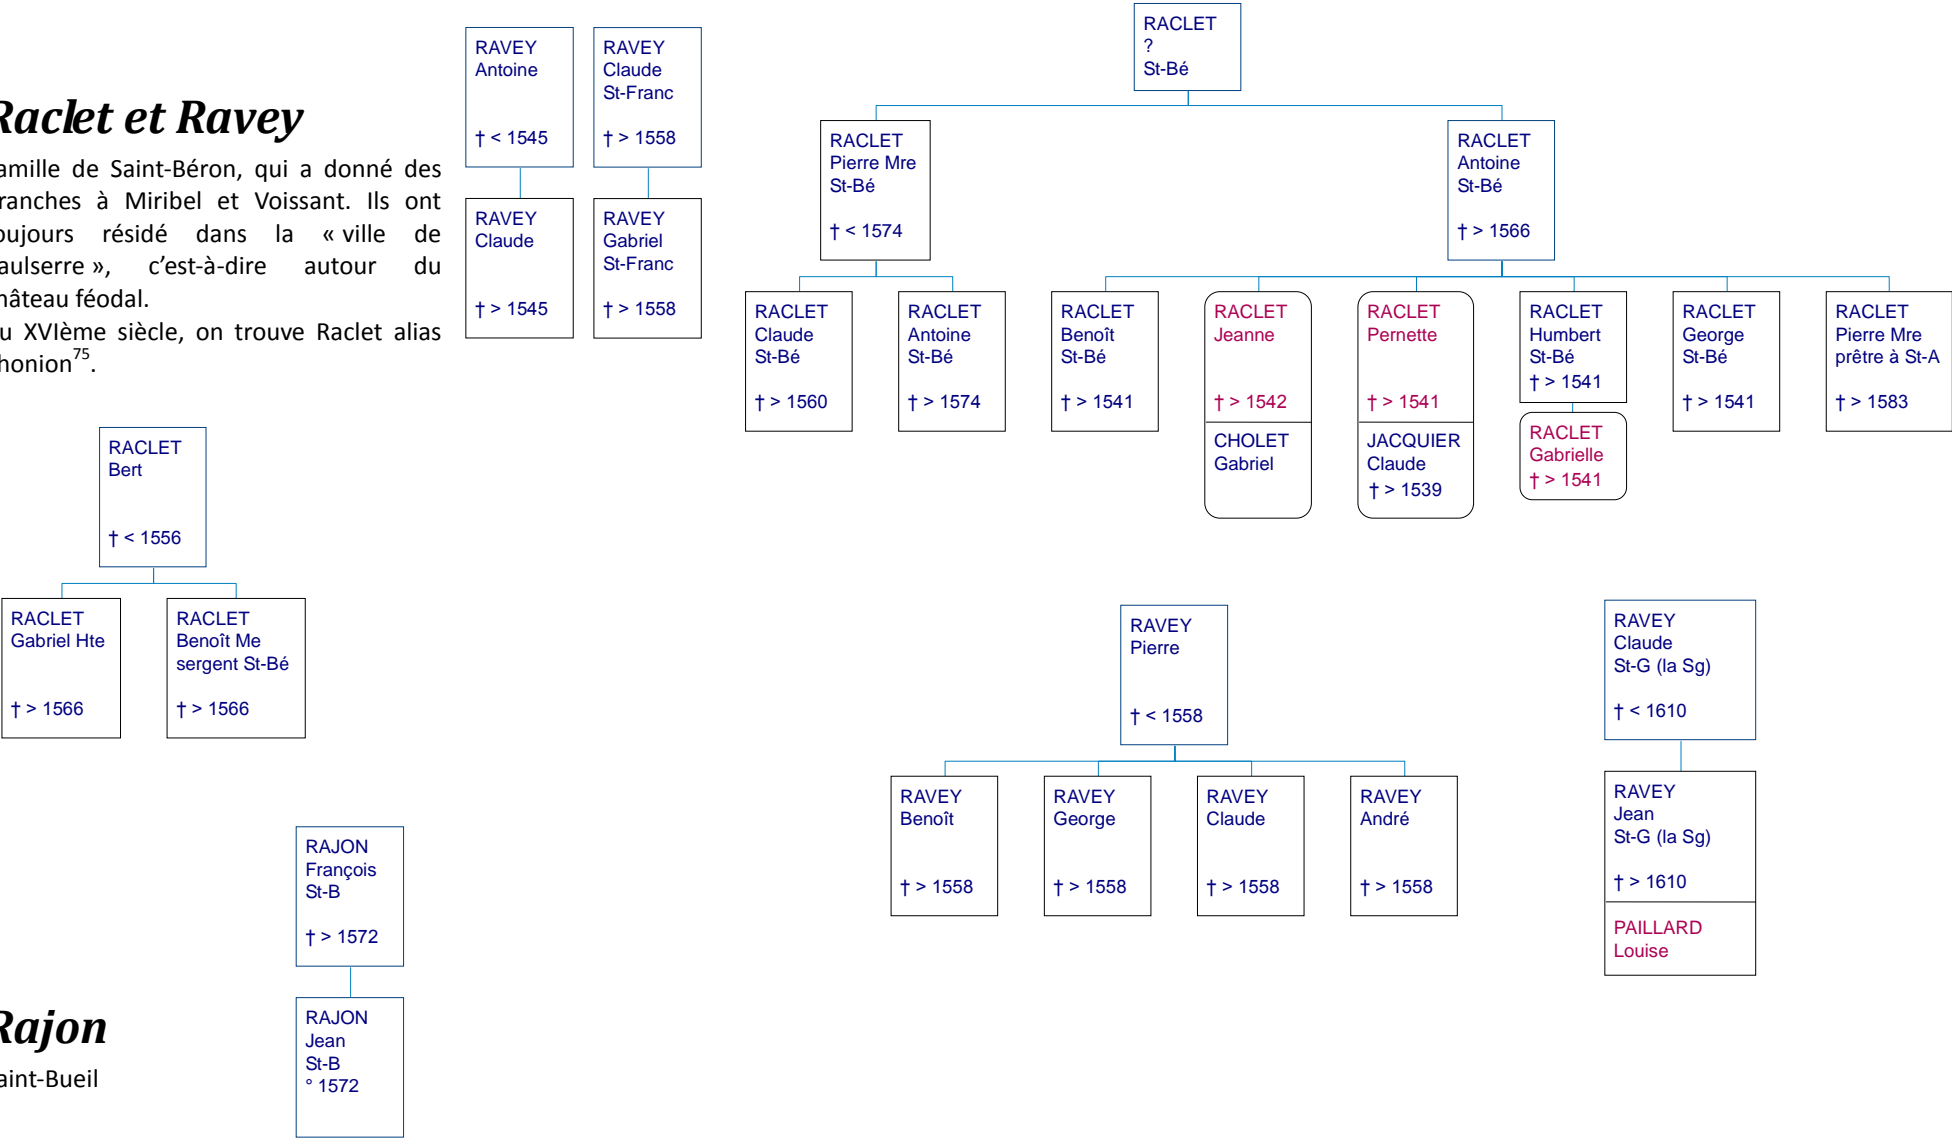 Raclet et Ravey
amille de Saint-Béron, qui a donné des
ranches à Miribel et Voissant. Ils ont
oujours résidé dans la « ville de
aulserre », c'est-à-dire autour du
hâteau féodal.
u XVIème siècle, on trouve Raclet alias
honion75.
RAVEY
Antoine
† < 1545
RAVEY
Claude
† > 1545
RAVEY
Claude
St-Franc
† > 1558
RAVEY
Gabriel
St-Franc
† > 1558
RACLET
?
St-Bé
RACLET
Pierre Mre
St-Bé
† < 1574
RACLET
Antoine
St-Bé
† > 1566
RACLET
Claude
St-Bé
† > 1560
RACLET
Antoine
St-Bé
† > 1574
RACLET
Benoît
St-Bé
† > 1541
RACLET
Jeanne
† > 1542
CHOLET
Gabriel
RACLET
Pernette
† > 1541
JACQUIER
Claude
† > 1539
RACLET
Humbert
St-Bé
† > 1541
RACLET
Gabrielle
† > 1541
RACLET
George
St-Bé
† > 1541
RACLET
Pierre Mre
prêtre à St-A
† > 1583
RACLET
Bert
† < 1556
RACLET
Gabriel Hte
† > 1566
RACLET
Benoît Me
sergent St-Bé
† > 1566
RAVEY
Pierre
† < 1558
RAVEY
Benoît
† > 1558
RAVEY
George
† > 1558
RAVEY
Claude
† > 1558
RAVEY
André
† > 1558
RAVEY
Claude
St-G (la Sg)
† < 1610
RAVEY
Jean
St-G (la Sg)
† > 1610
PAILLARD
Louise
Rajon
aint-Bueil
RAJON
François
St-B
† > 1572
RAJON
Jean
St-B
° 1572